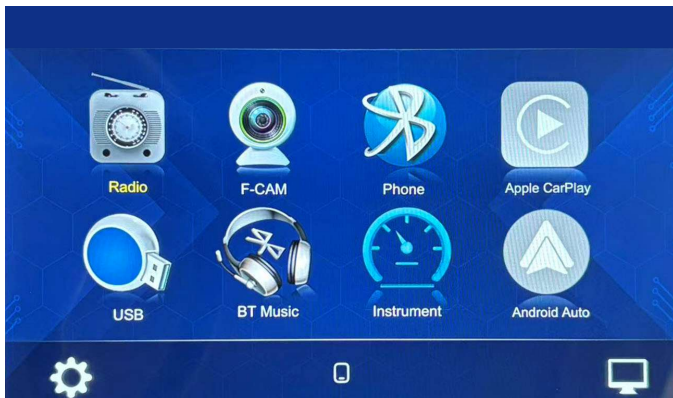 Radio
F-CAM
Phone
Apple CarPlay
USB
BT Music
Instrument
Android Auto